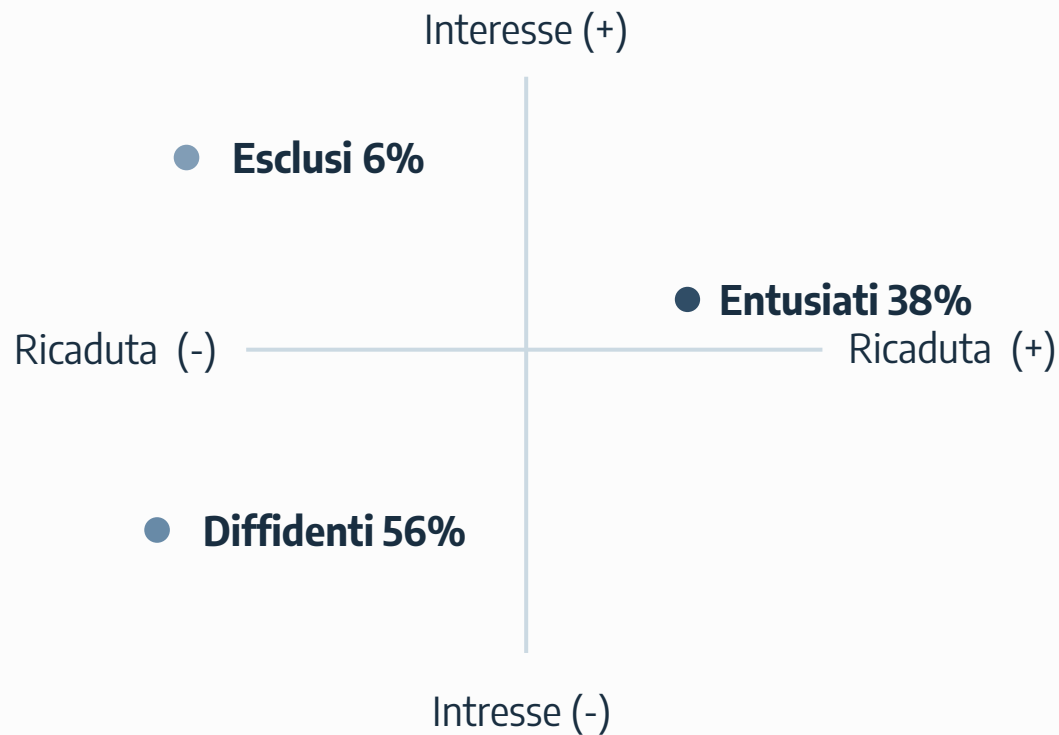 Interesse (+)
Esclusi 6%
Entusiati 38%
Ricaduta (-)
Ricaduta (+)
Diffidenti 56%
Intresse (-)